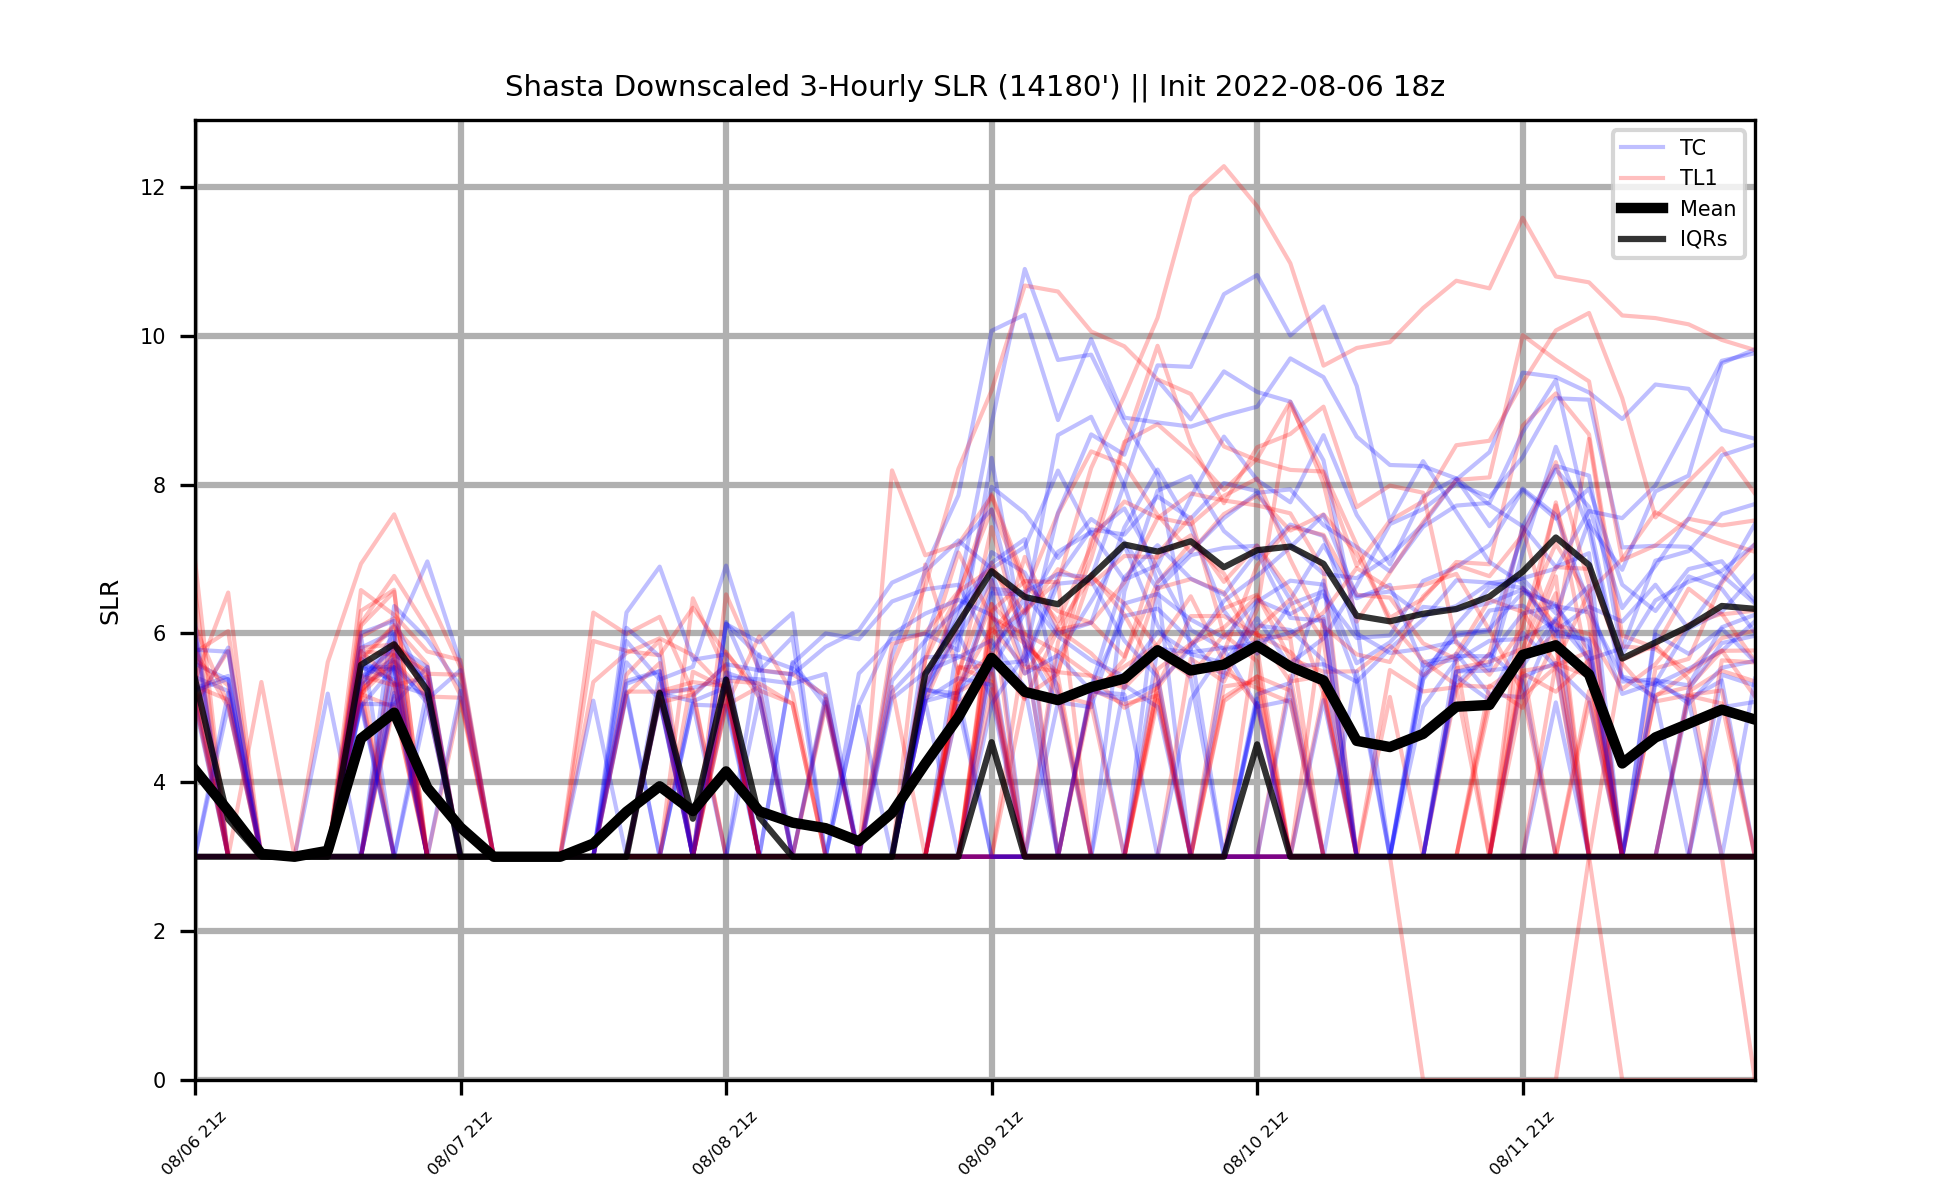 Shasta Downscaled 3-Hourly SLR (14180') || Init 2022-08-06 18z
TC
TL1
Mean
IQRs
SLR
12
10
8
6
4
2
0
08/06 21z
08/07 21z
08/08 21z
08/09 21z
08/10 21z
08/11 21z